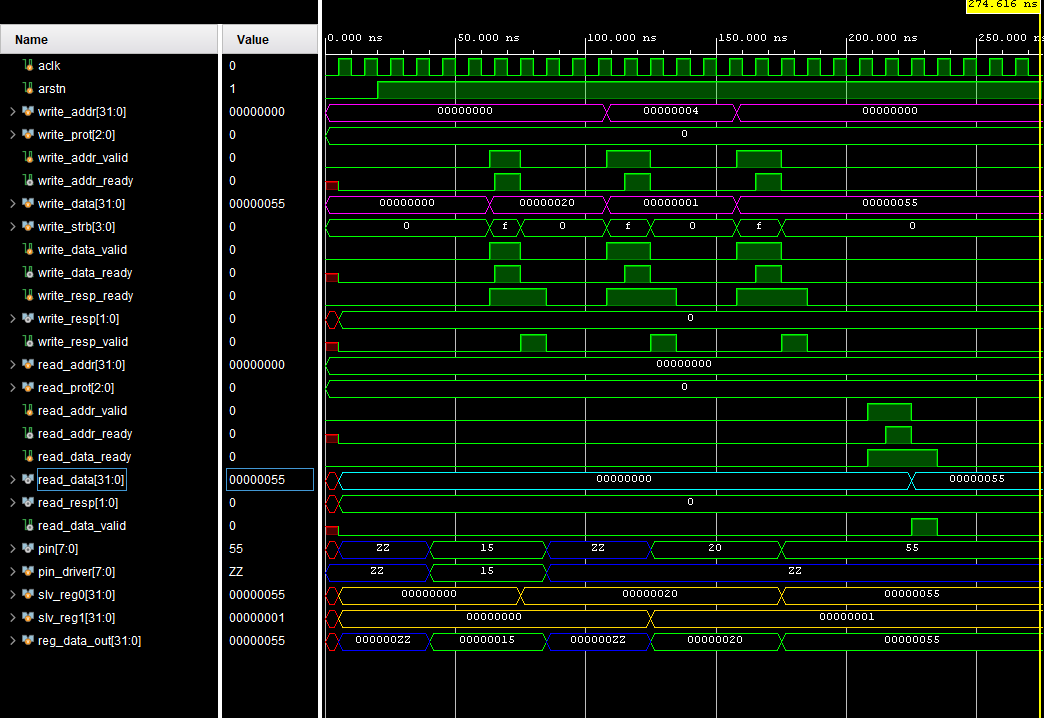 274.616 ns
Name Value 0.000 ns 50.000 ns 100.000 ns 150.000 ns 200.000 ns 250.000 ns
aclk 0
arstn 1
write_addr[31:0] 00000000 00000000 00000004 00000000
write_prot[2:0] 0 0
write_addr_valid 0
write_addr_ready 0
write_data[31:0] 00000055 00000000 00000020 00000001 00000055
write_strb[3:0] 0 0 f 0 f 0 f 0
write_data_valid 0
write_data_ready 0
write_resp_ready 0
write_resp[1:0] 0 0
write_resp_valid 0
read_addr[31:0] 00000000 00000000
read_prot[2:0] 0 0
read_addr_valid 0
read_addr_ready 0
read_data_ready 0
read_data[31:0] 00000055 00000000 00000055
read_resp[1:0] 0 0
read_data_valid 0
pin[7:0] 55 ZZ 15 ZZ 20 55
pin_driver[7:0] ZZ ZZ 15 ZZ
slv_reg0[31:0] 00000055 00000000 00000020 00000055
slv_reg1[31:0] 00000001 00000000 00000001
reg_data_out[31:0] 00000055 000000ZZ 00000015 000000ZZ 00000020 00000055